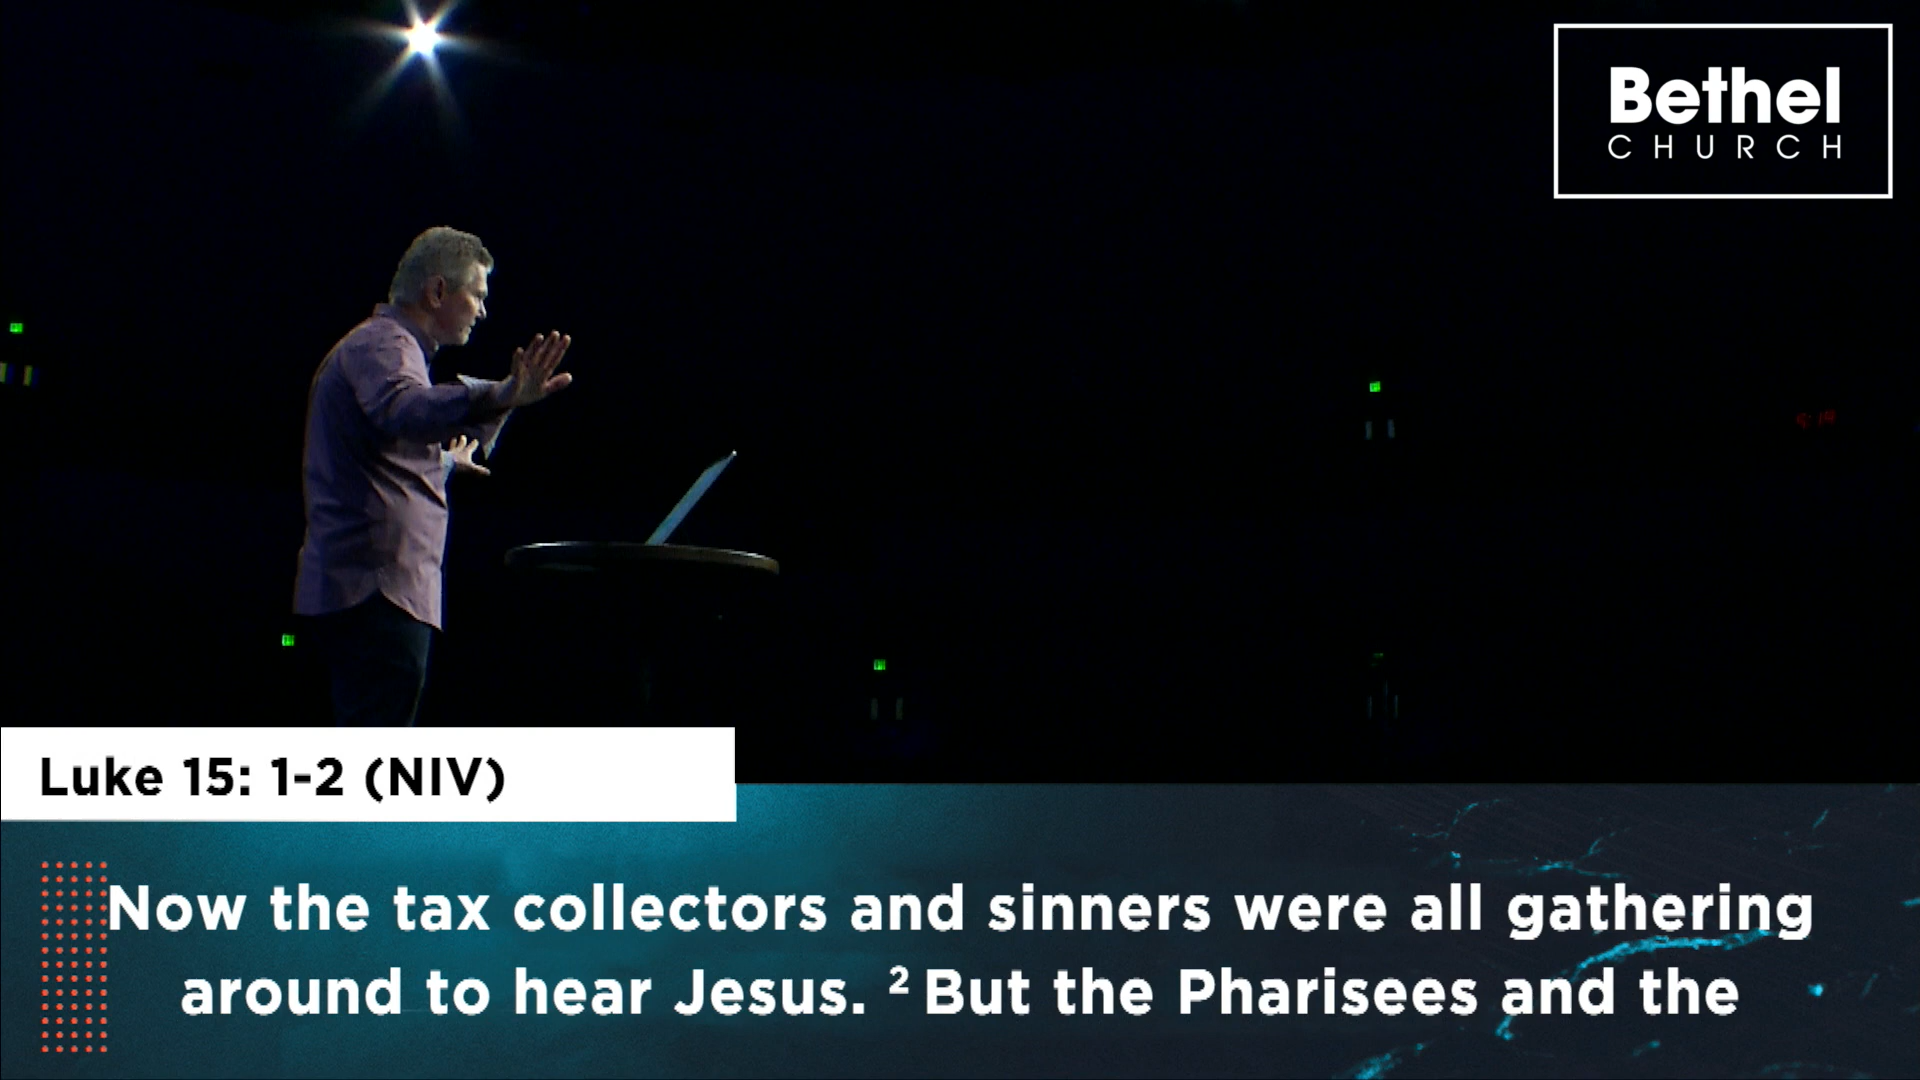 Bethel
CHURCH
Luke 15: 1-2 (NIV)
Now the tax collectors and sinners were all gathering
around to hear Jesus. ² But the Pharisees and the